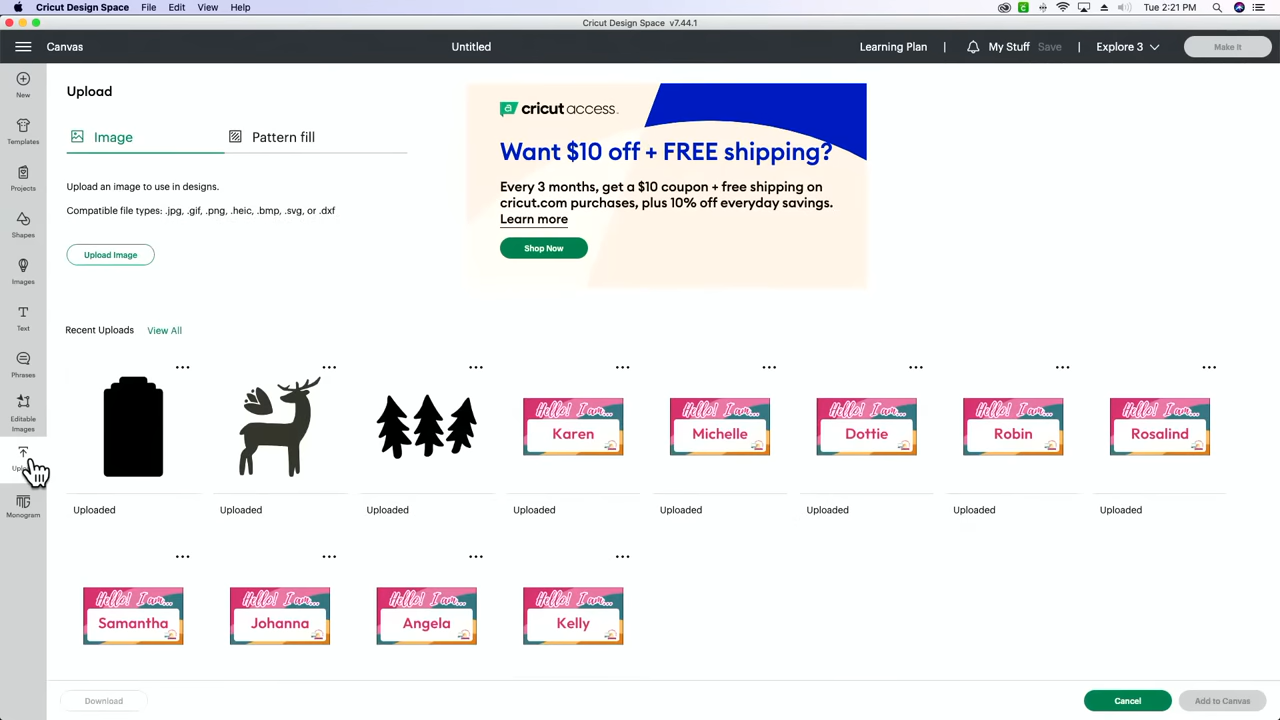 Cricut Design Space File Edit View Help
Tue 2:21 PM
Cricut Design Space v7.44.1
Canvas
Untitled
Learning Plan | My Stuff Save | Explore 3 Make It
New
Templates
Projects
Shapes
Images
Text
Phrases
Editable
Images
Monogram
Upload
Image Pattern fill
Upload an image to use in designs.
Compatible file types: .jpg, .gif, .png, .heic, .bmp, .svg, or .dxf
Upload Image
cricut access.
Want $10 off + FREE shipping?
Every 3 months, get a $10 coupon + free shipping on
cricut.com purchases, plus 10% off everyday savings.
Learn more
Shop Now
Recent Uploads View All
Hello! I am... Hello! I am... Hello! I am... Hello! I am... Hello! I am...
Karen Michelle Dottie Robin Rosalind
Uploaded Uploaded Uploaded Uploaded Uploaded Uploaded Uploaded Uploaded
Hello! I am... Hello! I am... Hello! I am... Hello! I am...
Samantha Johanna Angela Kelly
Download Cancel Add to Canvas